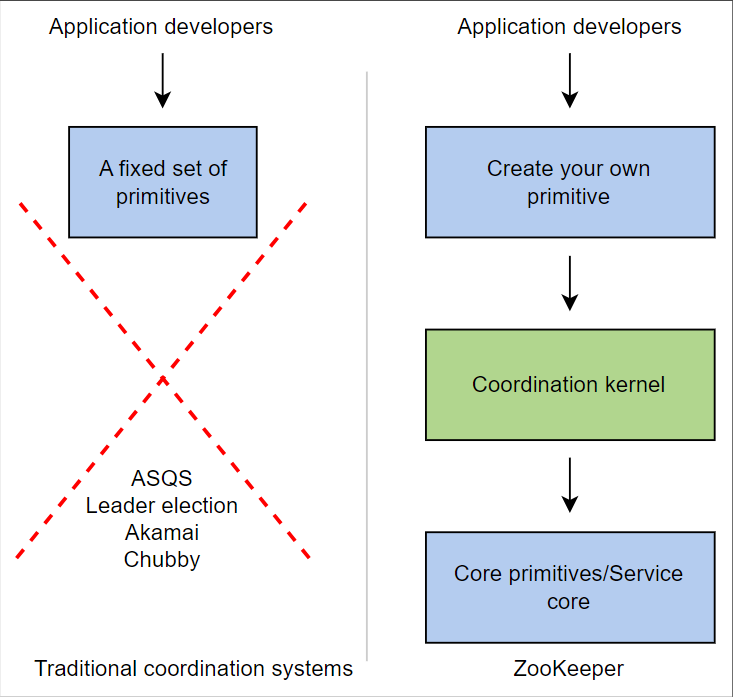 Application developers
A fixed set of
primitives
ASQS
Leader election
Akamai
Chubby
Traditional coordination systems
Application developers
Create your own
primitive
Coordination kernel
Core primitives/Service
core
ZooKeeper